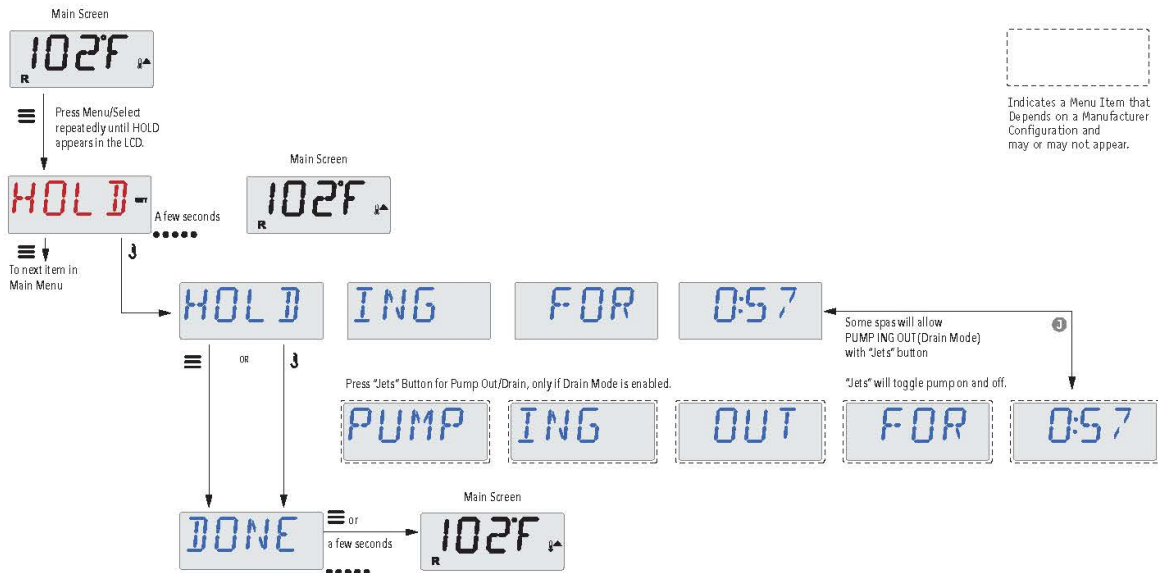 Main Screen
102°F
R
Press Menu/Select
repeatedly until HOLD
appears in the LCD.
Indicates a Menu Item that
Depends on a Manufacturer
Configuration and
may or may not appear.
HOLD SET
A few seconds
Main Screen
102°F
R
To next item in
Main Menu
HOLD ING FOR 0:57
OR
Some spas will allow
PUMP ING OUT (Drain Mode)
with "Jets" button
J
Press "Jets" Button for Pump Out/Drain, only if Drain Mode is enabled.
"Jets" will toggle pump on and off.
PUMP ING OUT FOR 0:57
DONE
or
a few seconds
Main Screen
102°F
R